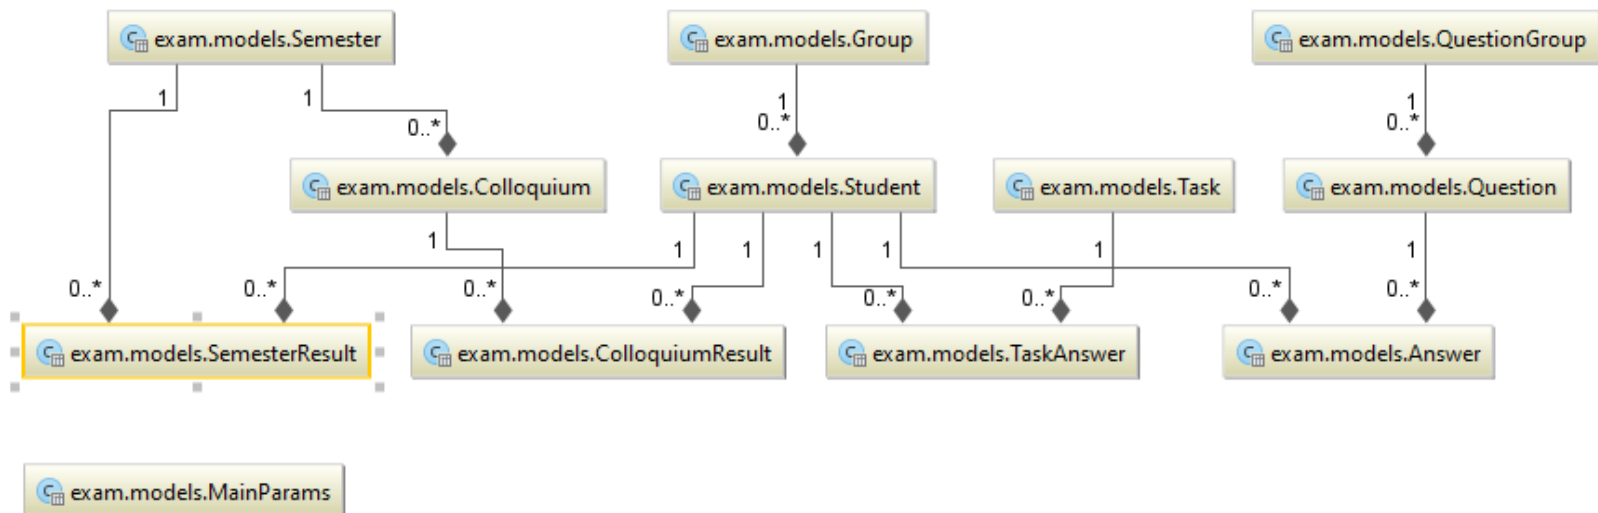 exam.models.Semester
exam.models.Group
exam.models.QuestionGroup
1
1
1
1
0..*
0..*
0..*
exam.models.Colloquium
exam.models.Student
exam.models.Task
exam.models.Question
1
1
1
1
1
1
1
0..*
0..*
0..*
0..*
0..*
0..*
0..*
0..*
exam.models.SemesterResult
exam.models.ColloquiumResult
exam.models.TaskAnswer
exam.models.Answer
exam.models.MainParams